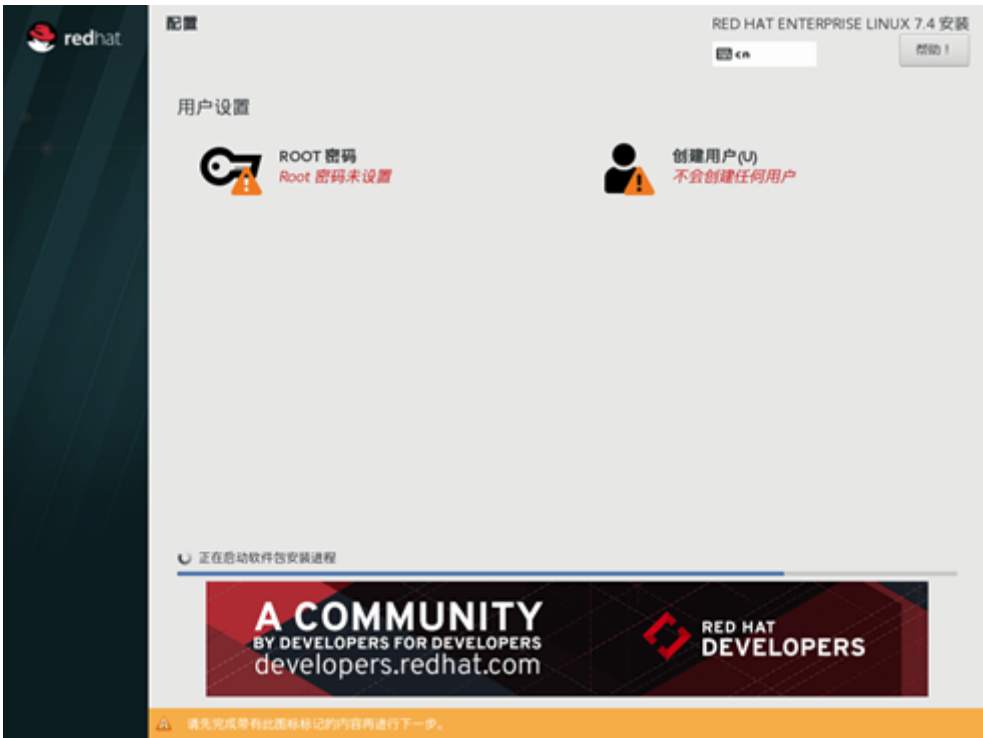 redhat
配置
RED HAT ENTERPRISE LINUX 7.4 安装
cn
帮助！
用户设置
ROOT 密码
Root 密码未设置
创建用户(U)
不会创建任何用户
正在启动软件包安装进程
A COMMUNITY
BY DEVELOPERS FOR DEVELOPERS
developers.redhat.com
RED HAT
DEVELOPERS
请先完成带有此图标标记的内容再进行下一步。